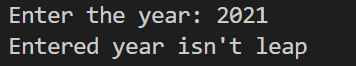 Enter the year: 2021
Entered year isn't leap